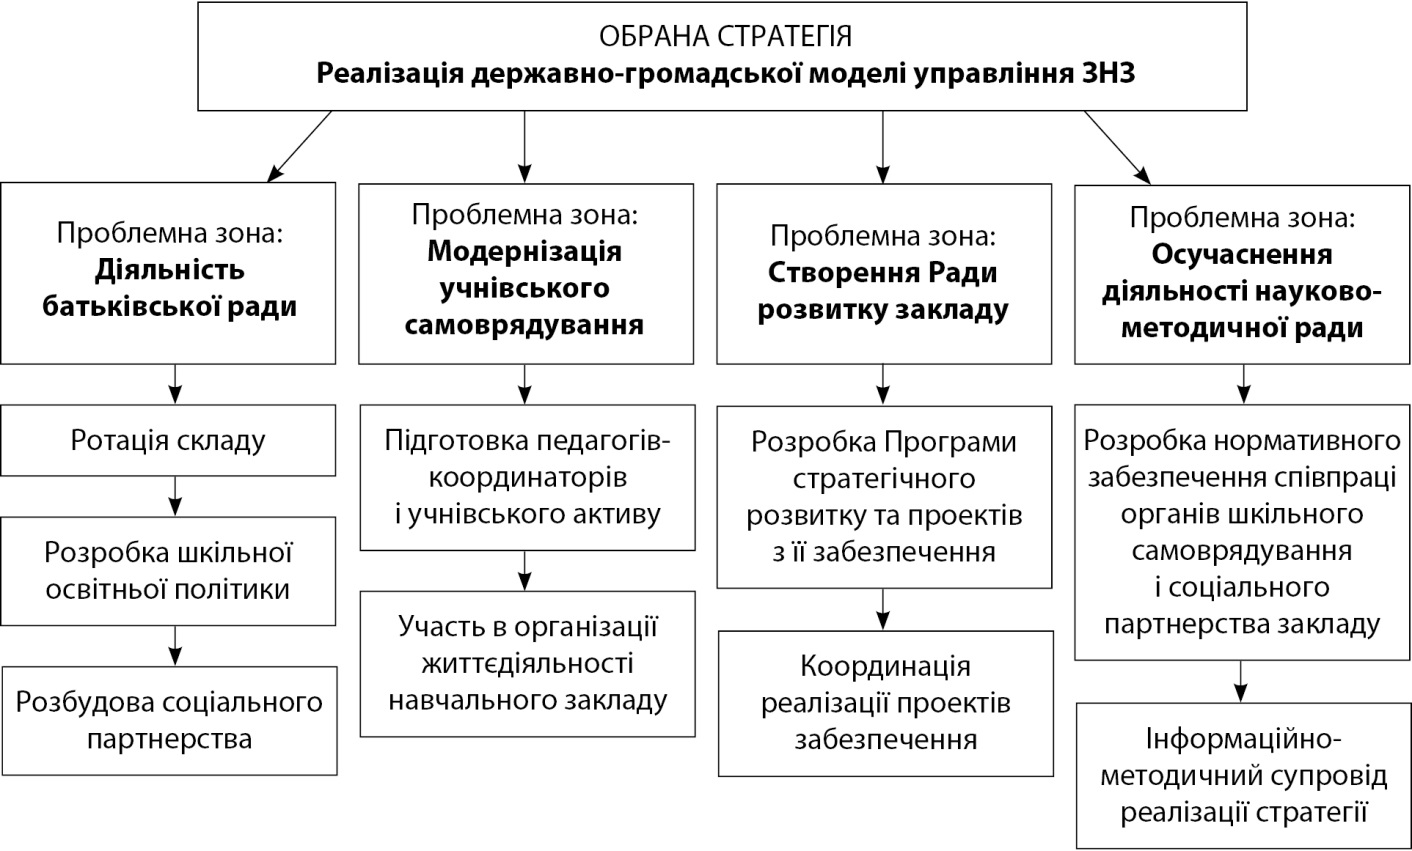 ОБРАНА СТРАТЕГІЯ
Реалізація державно-громадської моделі управління ЗНЗ
Проблемна зона:
Діяльність
батьківської ради
Ротація складу
Розробка шкільної
освітньої політики
Розбудова соціального
партнерства
Проблемна зона:
Модернізація
учнівського
самоврядування
Підготовка педагогів-
координаторів
і учнівського активу
Участь в організації
життєдіяльності
навчального закладу
Проблемна зона:
Створення Ради
розвитку закладу
Розробка Програми
стратегічного
розвитку та проектів
з її забезпечення
Координація
реалізації проектів
забезпечення
Проблемна зона:
Осучаснення
діяльності науково-
методичної ради
Розробка нормативного
забезпечення співпраці
органів шкільного
самоврядування
і соціального
партнерства закладу
Інформаційно-
методичний супровід
реалізації стратегії